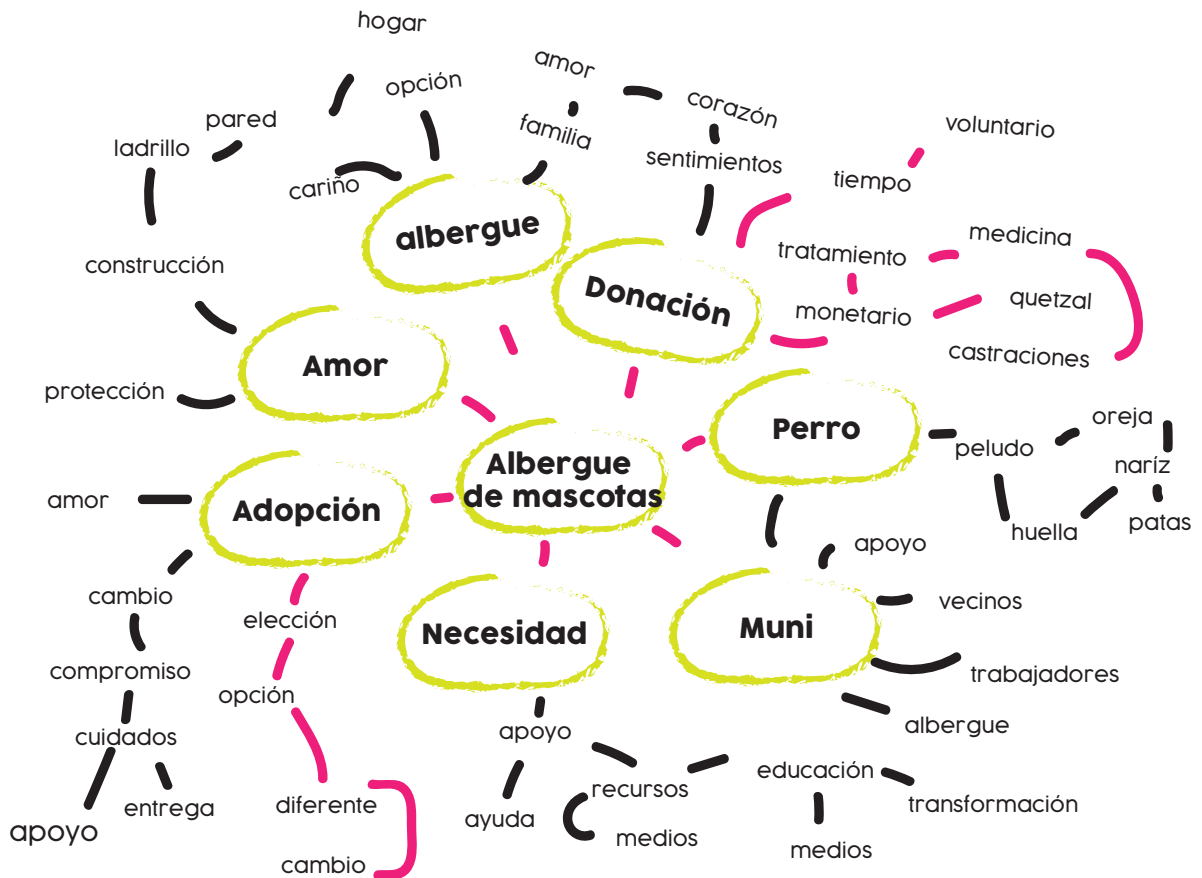 hogar
amor
opción
corazón
pared
familia
voluntario
ladrillo
sentimientos
cariño
tiempo
albergue
medicina
tratamiento
construcción
Donación
quetzal
monetario
castraciones
Amor
protección
Perro
oreja
peludo
naríz
Albergue
de mascotas
amor
Adopción
huella
patas
apoyo
cambio
vecinos
elección
Necesidad
Muni
compromiso
trabajadores
opción
albergue
cuidados
apoyo
educación
recursos
transformación
entrega
diferente
ayuda
apoyo
medios
medios
cambio